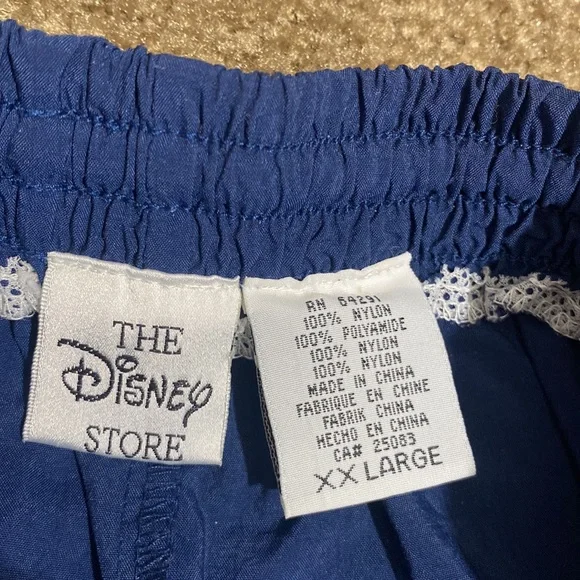 THE
Disney
STORE
RN 54291
100% NYLON
100% POLYAMIDE
100% NYLON
100% NYLON
MADE IN CHINA
FABRIQUE EN CHINE
FABRIK CHINA
HECHO EN CHINA
CA# 25083
XX LARGE